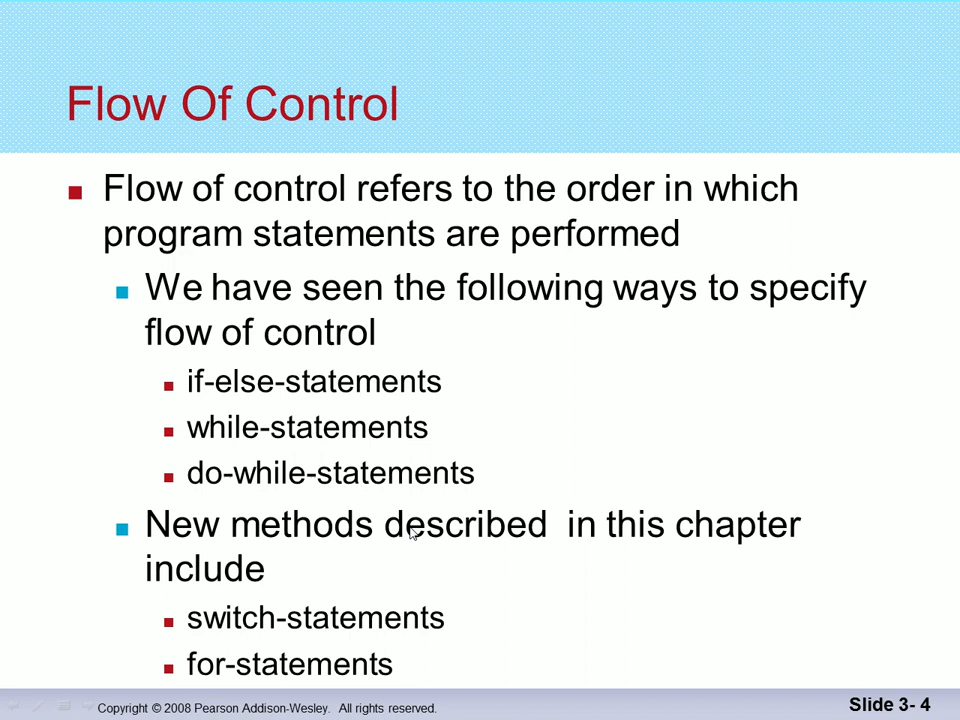 Flow Of Control
Flow of control refers to the order in which
program statements are performed
We have seen the following ways to specify
flow of control
if-else-statements
while-statements
do-while-statements
New methods described in this chapter
include
switch-statements
for-statements
Copyright © 2008 Pearson Addison-Wesley. All rights reserved.
Slide 3- 4